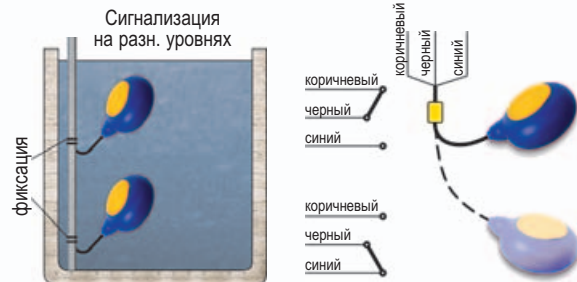 Сигнализация
на разн. уровнях
фиксация
коричневый
черный
синий
коричневый
черный
синий
коричневый
черный
синий